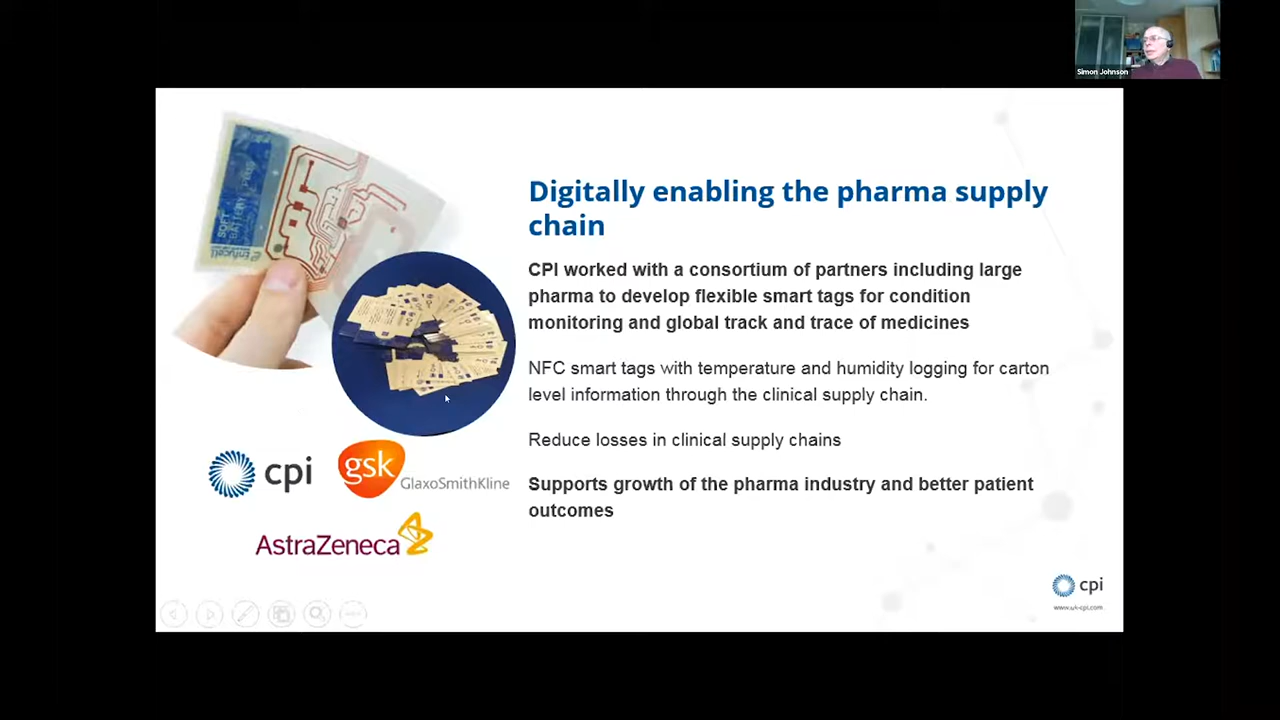 Simon Johnson
Digitally enabling the pharma supply
chain
CPI worked with a consortium of partners including large
pharma to develop flexible smart tags for condition
monitoring and global track and trace of medicines
NFC smart tags with temperature and humidity logging for carton
level information through the clinical supply chain.
Reduce losses in clinical supply chains
Supports growth of the pharma industry and better patient
outcomes
SOFT
BATTERY
Enfucell
cpi
gsk
GlaxoSmithKline
AstraZeneca
cpi
www.uk-cpi.com